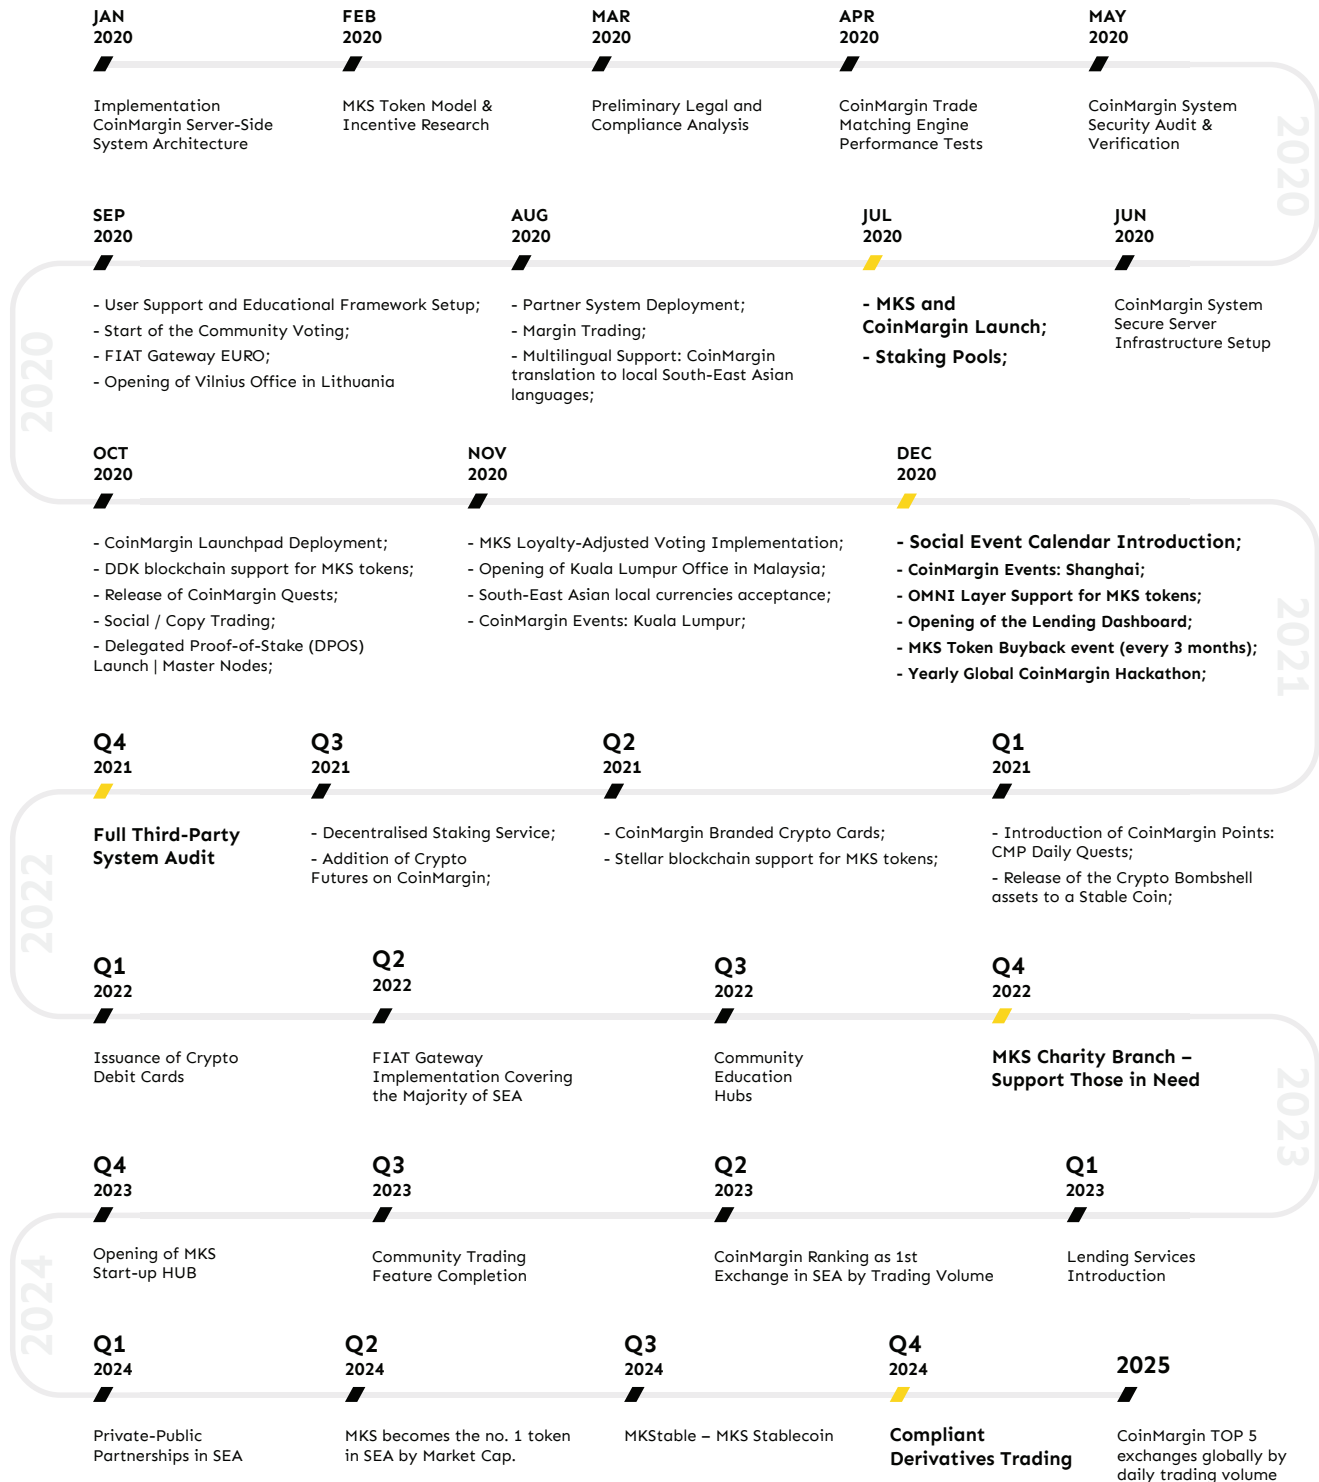 JAN
2020
Implementation
CoinMargin Server-Side
System Architecture
FEB
2020
MKS Token Model &
Incentive Research
MAR
2020
Preliminary Legal and
Compliance Analysis
APR
2020
CoinMargin Trade
Matching Engine
Performance Tests
MAY
2020
CoinMargin System
Security Audit &
Verification
2020
SEP
2020
- User Support and Educational Framework Setup;
- Start of the Community Voting;
- FIAT Gateway EURO;
- Opening of Vilnius Office in Lithuania
AUG
2020
- Partner System Deployment;
- Margin Trading;
- Multilingual Support: CoinMargin
translation to local South-East Asian
languages;
JUL
2020
- MKS and
CoinMargin Launch;
- Staking Pools;
JUN
2020
CoinMargin System
Secure Server
Infrastructure Setup
2020
OCT
2020
- CoinMargin Launchpad Deployment;
- DDK blockchain support for MKS tokens;
- Release of CoinMargin Quests;
- Social / Copy Trading;
- Delegated Proof-of-Stake (DPOS)
Launch | Master Nodes;
NOV
2020
- MKS Loyalty-Adjusted Voting Implementation;
- Opening of Kuala Lumpur Office in Malaysia;
- South-East Asian local currencies acceptance;
- CoinMargin Events: Kuala Lumpur;
DEC
2020
- Social Event Calendar Introduction;
- CoinMargin Events: Shanghai;
- OMNI Layer Support for MKS tokens;
- Opening of the Lending Dashboard;
- MKS Token Buyback event (every 3 months);
- Yearly Global CoinMargin Hackathon;
2021
Q4
2021
Full Third-Party
System Audit
Q3
2021
- Decentralised Staking Service;
- Addition of Crypto
Futures on CoinMargin;
Q2
2021
- CoinMargin Branded Crypto Cards;
- Stellar blockchain support for MKS tokens;
Q1
2021
- Introduction of CoinMargin Points:
CMP Daily Quests;
- Release of the Crypto Bombshell
assets to a Stable Coin;
2022
Q1
2022
Issuance of Crypto
Debit Cards
Q2
2022
FIAT Gateway
Implementation Covering
the Majority of SEA
Q3
2022
Community
Education
Hubs
Q4
2022
MKS Charity Branch –
Support Those in Need
2023
Q4
2023
Opening of MKS
Start-up HUB
Q3
2023
Community Trading
Feature Completion
Q2
2023
CoinMargin Ranking as 1st
Exchange in SEA by Trading Volume
Q1
2023
Lending Services
Introduction
2024
Q1
2024
Private-Public
Partnerships in SEA
Q2
2024
MKS becomes the no. 1 token
in SEA by Market Cap.
Q3
2024
MKStable – MKS Stablecoin
Q4
2024
Compliant
Derivatives Trading
2025
CoinMargin TOP 5
exchanges globally by
daily trading volume